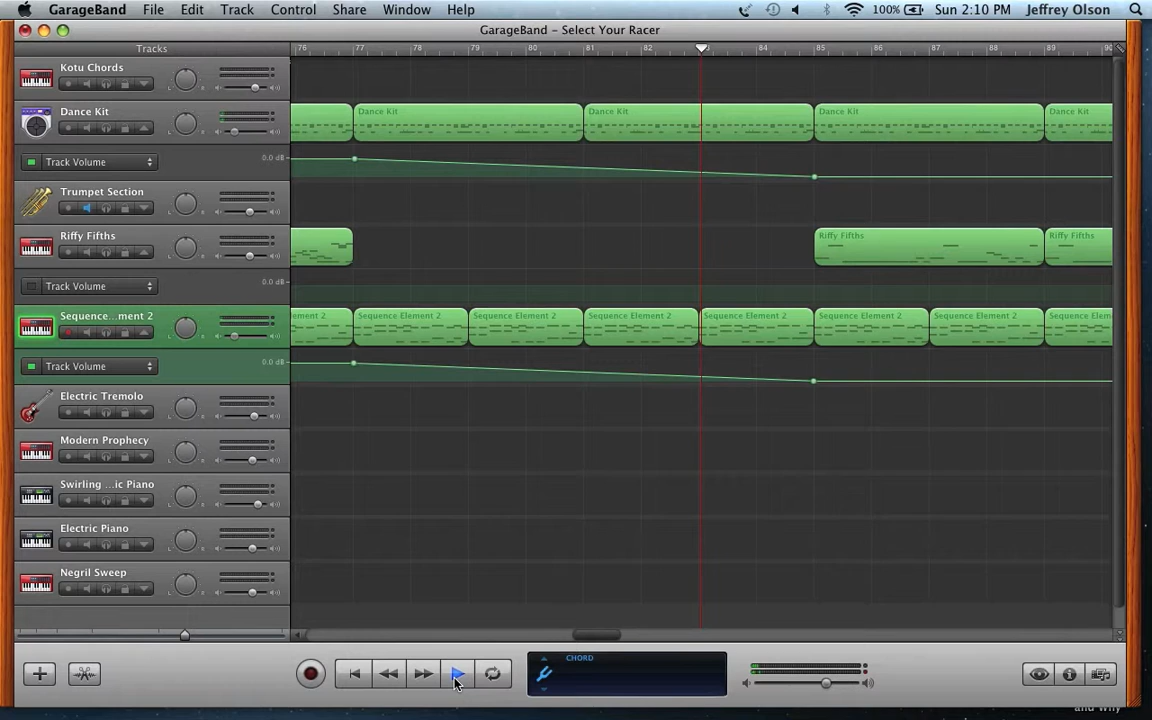 GarageBand File Edit Track Control Share Window Help 100% Sun 2:10 PM Jeffrey Olson
GarageBand – Select Your Racer
Tracks 76 77 78 79 80 81 82 83 84 85 86 87 88 89 90
Kotu Chords
Dance Kit Dance Kit Dance Kit Dance Kit Dance Kit
Track Volume 0.0 dB
Trumpet Section
Riffy Fifths Riffy Fifths Riffy Fifths
Track Volume 0.0 dB
Sequence...ment 2 ement 2 Sequence Element 2 Sequence Element 2 Sequence Element 2 Sequence Element 2 Sequence Element 2 Sequence Element 2 Sequence Elem
Track Volume 0.0 dB
Electric Tremolo
Modern Prophecy
Swirling ...ic Piano
Electric Piano
Negril Sweep
CHORD
and why